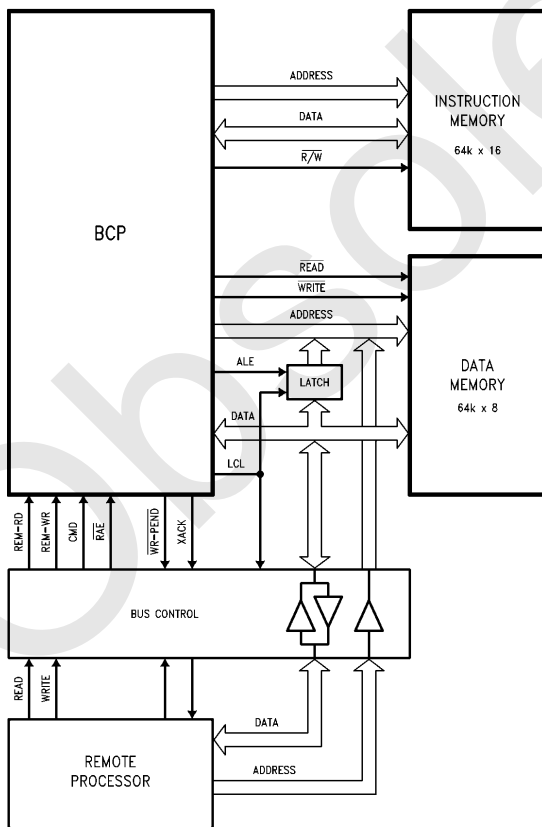 ADDRESS
INSTRUCTION
MEMORY
64k x 16
DATA
R/W
BCP
READ
WRITE
ADDRESS
DATA
MEMORY
64k x 8
ALE
LATCH
DATA
LCL
REM-RD
REM-WR
CMD
RAE
WR-PEND
XACK
BUS CONTROL
READ
WRITE
DATA
REMOTE
PROCESSOR
ADDRESS
Obsole